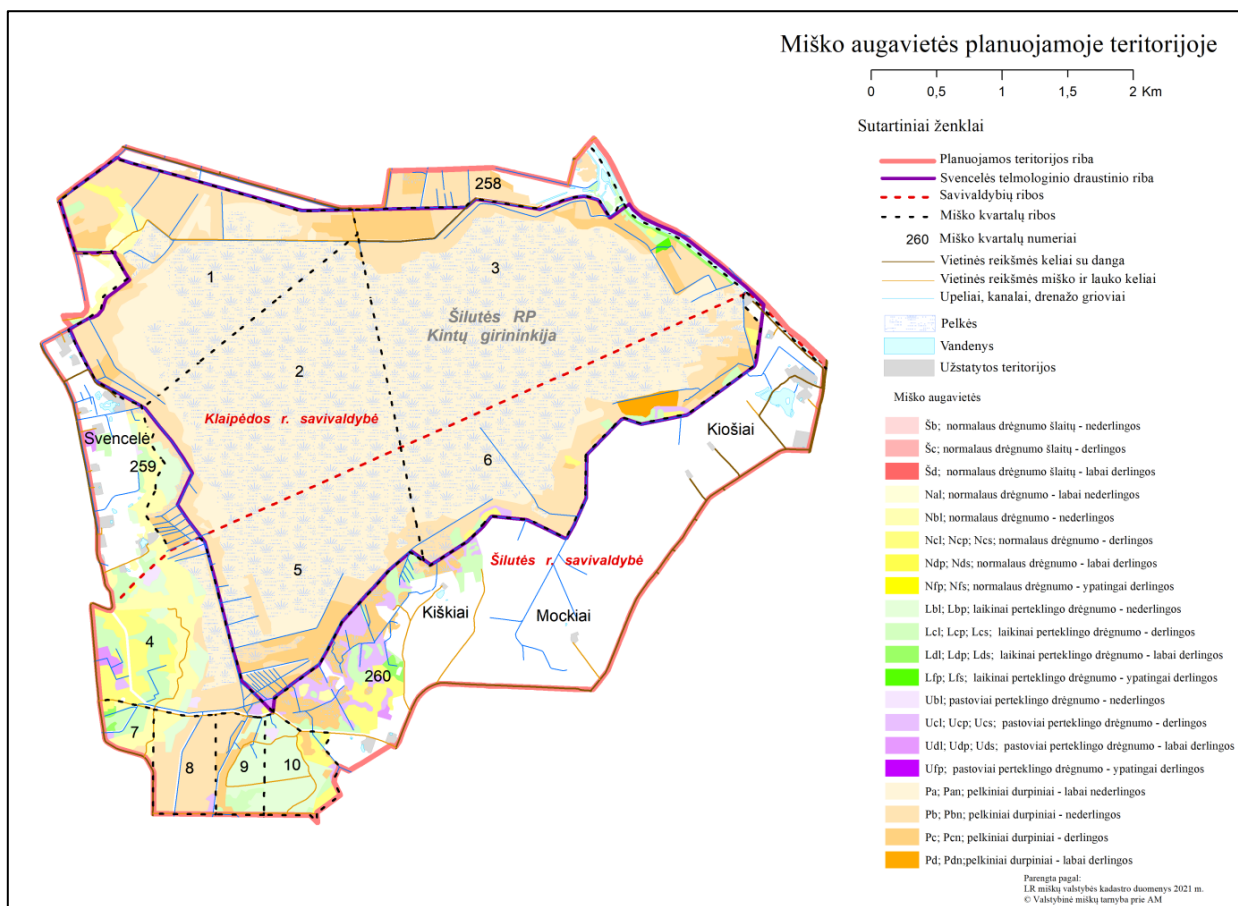 Miško augavietės planuojamoje teritorijoje
0 0,5 1 2 Km
Sutartiniai ženklai
Planuojamos teritorijos riba
Svencelės telmologinio draustinio riba
Savivaldybių ribos
Miško kvartalų ribos
260 Miško kvartalų numeriai
Vietinės reikšmės keliai su danga
Vietinės reikšmės miško ir lauko keliai
Upeliai, kanalai, drenažo grioviai
Pelkės
Vandenys
Užstatytos teritorijos
Miško augavietės
Šb; normalaus drėgnumo šlaitų - nederlingos
Šc; normalaus drėgnumo šlaitų - derlingos
Šd; normalaus drėgnumo šlaitų - labai derlingos
Nal; normalaus drėgnumo - labai nederlingos
Nbl; normalaus drėgnumo - nederlingos
Ncl; Ncp; Ncs; normalaus drėgnumo - derlingos
Ndp; Nds; normalaus drėgnumo - labai derlingos
Nfp; Nfs; normalaus drėgnumo - ypatingai derlingos
Lbl; Lbp; laikinai perteklingo drėgnumo - nederlingos
Lcl; Lcp; Lcs; laikinai perteklingo drėgnumo - derlingos
Ldl; Ldp; Lds; laikinai perteklingo drėgnumo - labai derlingos
Lfp; Lfs; laikinai perteklingo drėgnumo - ypatingai derlingos
Ubl; pastoviai perteklingo drėgnumo - nederlingos
Ucl; Ucp; Ucs; pastoviai perteklingo drėgnumo - derlingos
Udl; Udp; Uds; pastoviai perteklingo drėgnumo - labai derlingos
Ufp; pastoviai perteklingo drėgnumo - ypatingai derlingos
Pa; Pan; pelkiniai durpiniai - labai nederlingos
Pb; Pbn; pelkiniai durpiniai - nederlingos
Pc; Pcn; pelkiniai durpiniai - derlingos
Pd; Pdn;pelkiniai durpiniai - labai derlingos
Parengta pagal:
LR miškų valstybės kadastro duomenys 2021 m.
© Valstybinė miškų tarnyba prie AM
258
1
3
Šilutės RP
Kintų girininkija
2
Klaipėdos r. savivaldybė
Kiošiai
Svencelė
259
6
5
Šilutės r. savivaldybė
Kiškiai
Mockiai
4
260
7
8
9
10